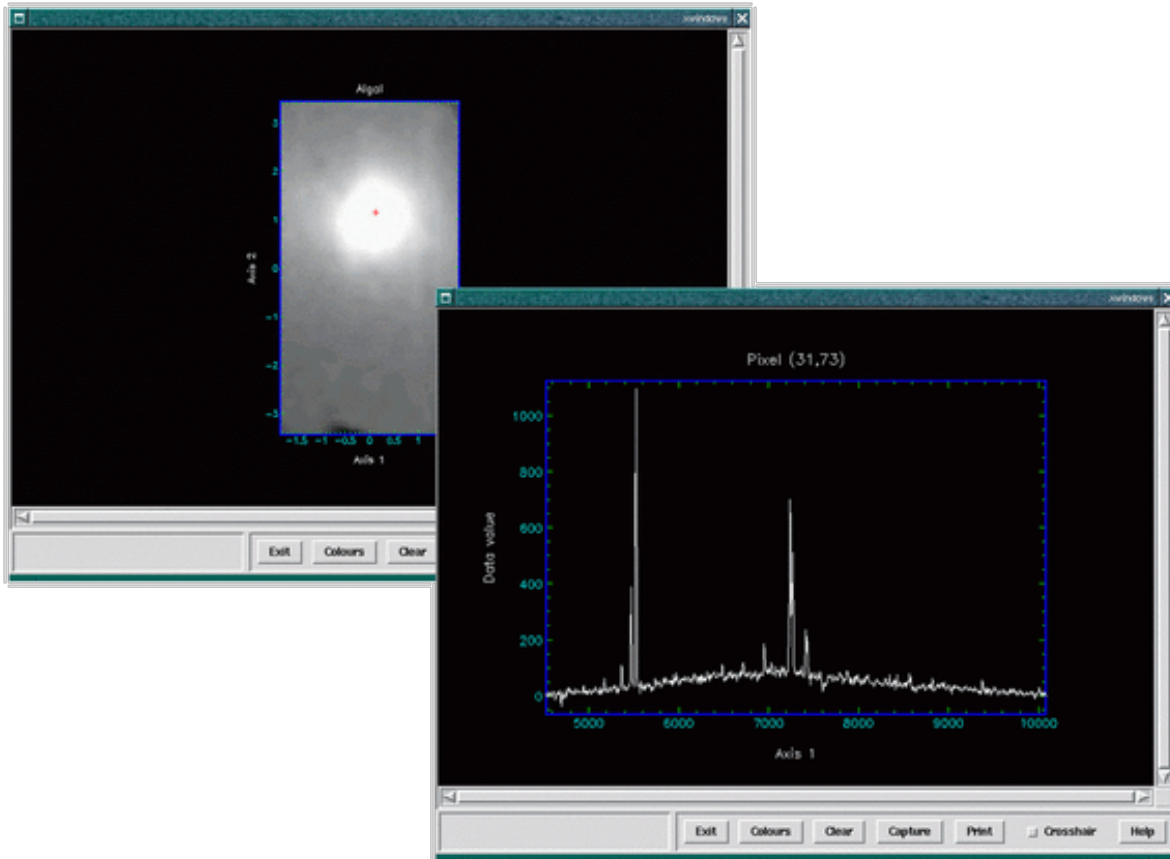 xwindows
Algol
3
2
1
0
-1
-2
-3
Axis 2
-1.5 -1 -0.5 0 0.5 1
Axis 1
Exit Colours Clear
xwindows
Pixel (31,73)
1000
800
600
400
200
0
Data value
5000 6000 7000 8000 9000 10000
Axis 1
Exit Colours Clear Capture Print Crosshair Help